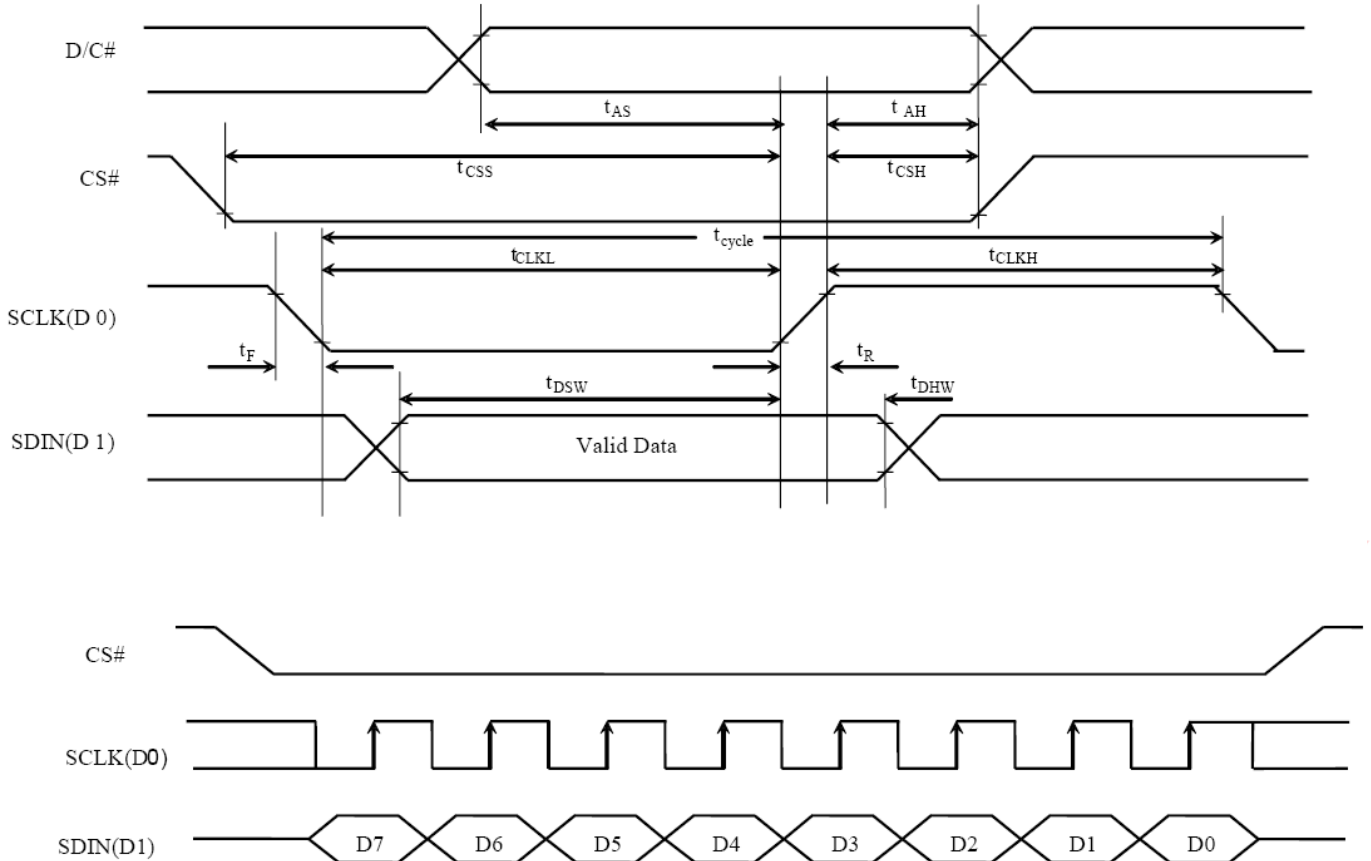 D/C#
tAS
t AH
CS#
tCSS
tCSH
tcycle
tCLKL
tCLKH
SCLK(D 0)
tF
tR
tDSW
tDHW
SDIN(D 1)
Valid Data
CS#
SCLK(D0)
SDIN(D1)
D7 D6 D5 D4 D3 D2 D1 D0